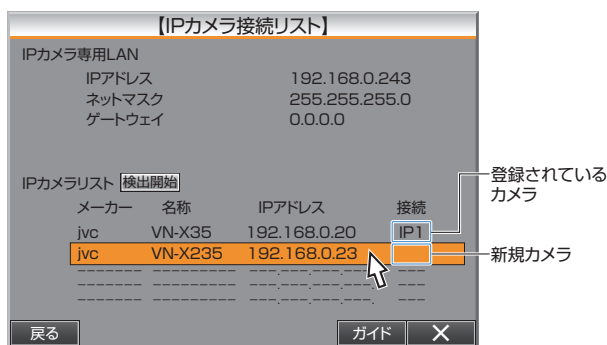 【IPカメラ接続リスト】
IPカメラ専用LAN
IPアドレス 192.168.0.243
ネットマスク 255.255.255.0
ゲートウェイ 0.0.0.0
IPカメラリスト 検出開始
メーカー 名称 IPアドレス 接続
jvc VN-X35 192.168.0.20 IP1
jvc VN-X235 192.168.0.23
------- --------- ---.---.---.---. ---
------- --------- ---.---.---.---. ---
戻る ガイド ✕
登録されている
カメラ
新規カメラ